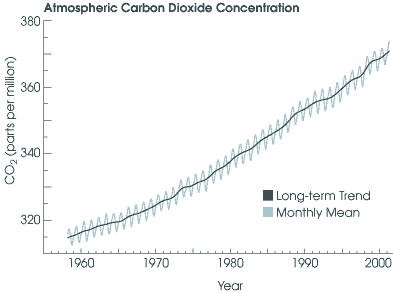 Atmospheric Carbon Dioxide Concentration
380
360
340
320
CO2 (parts per million)
Long-term Trend
Monthly Mean
1960 1970 1980 1990 2000
Year